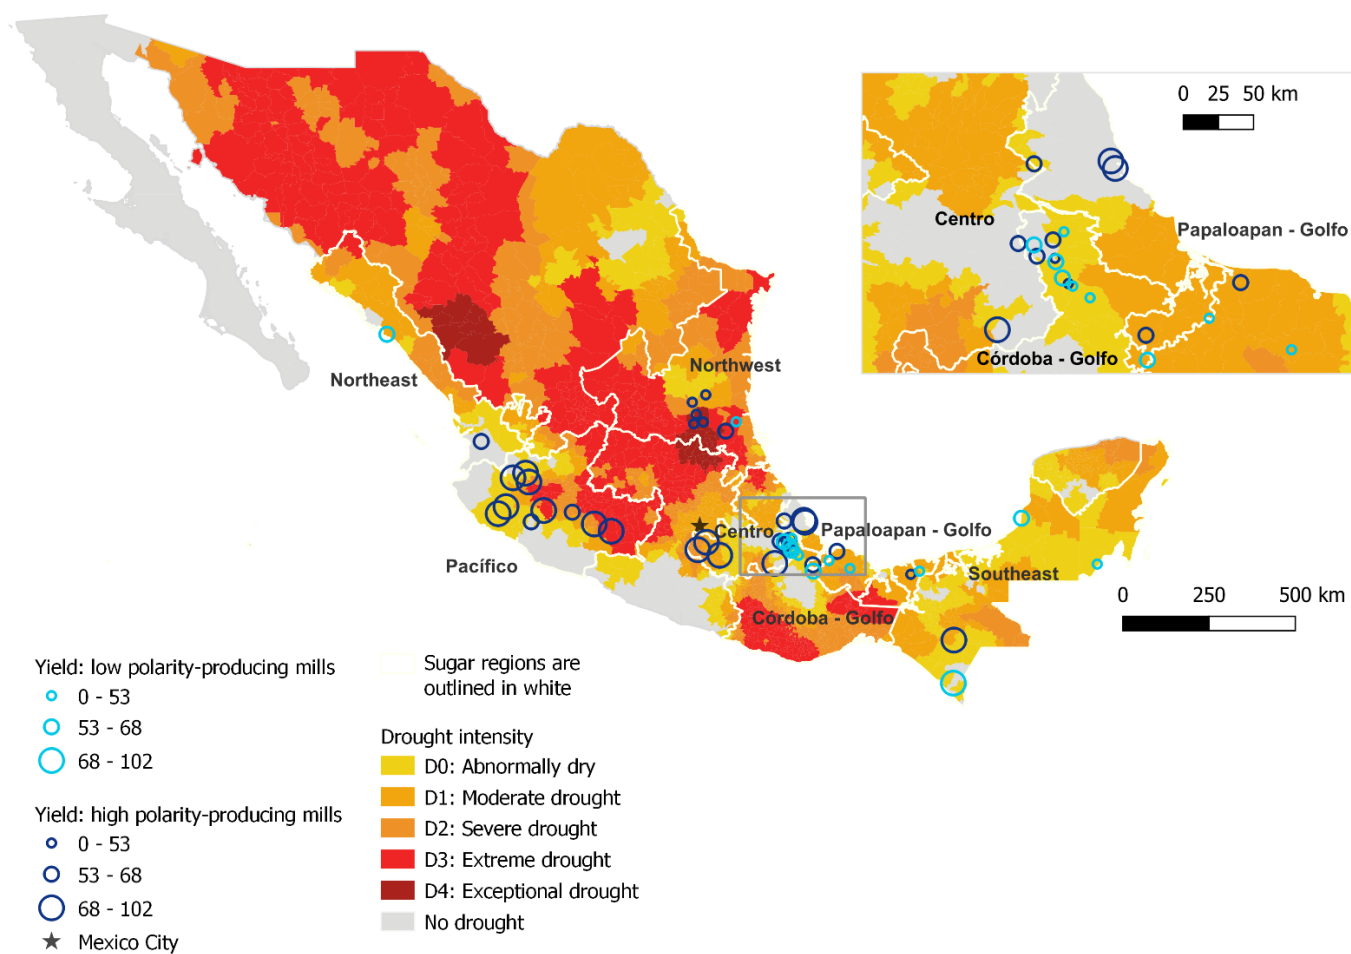 0 25 50 km
Centro
Papaloapan - Golfo
Córdoba - Golfo
Northeast
Northwest
Centro
Papaloapan - Golfo
Pacífico
Southeast
Córdoba - Golfo
0 250 500 km
Yield: low polarity-producing mills
0 - 53
53 - 68
68 - 102
Yield: high polarity-producing mills
0 - 53
53 - 68
68 - 102
Mexico City
Sugar regions are
outlined in white
Drought intensity
D0: Abnormally dry
D1: Moderate drought
D2: Severe drought
D3: Extreme drought
D4: Exceptional drought
No drought